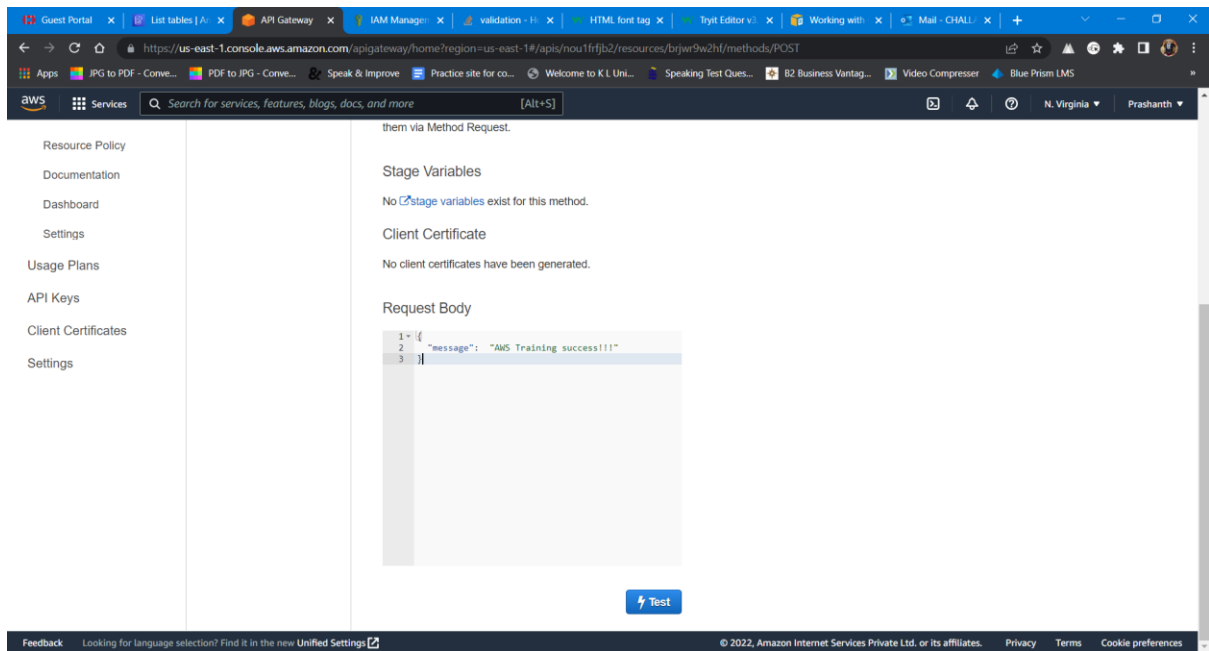 Guest Portal List tables | Am API Gateway IAM Manager validation - Ho HTML font tag Tryit Editor v3. Working with Mail - CHALLA
https://us-east-1.console.aws.amazon.com/apigateway/home?region=us-east-1#/apis/nou1frfjb2/resources/brjwr9w2hf/methods/POST
Apps JPG to PDF - Conve... PDF to JPG - Conve... Speak & Improve Practice site for co... Welcome to K L Uni... Speaking Test Ques... B2 Business Vantag... Video Compresser Blue Prism LMS »
aws Services Search for services, features, blogs, docs, and more [Alt+S] N. Virginia ▼ Prashanth ▼
them via Method Request.
Resource Policy
Documentation
Dashboard
Settings
Usage Plans
API Keys
Client Certificates
Settings
Stage Variables
No stage variables exist for this method.
Client Certificate
No client certificates have been generated.
Request Body
1 {
2 "message": "AWS Training success!!!"
3 }
Test
Feedback Looking for language selection? Find it in the new Unified Settings © 2022, Amazon Internet Services Private Ltd. or its affiliates. Privacy Terms Cookie preferences